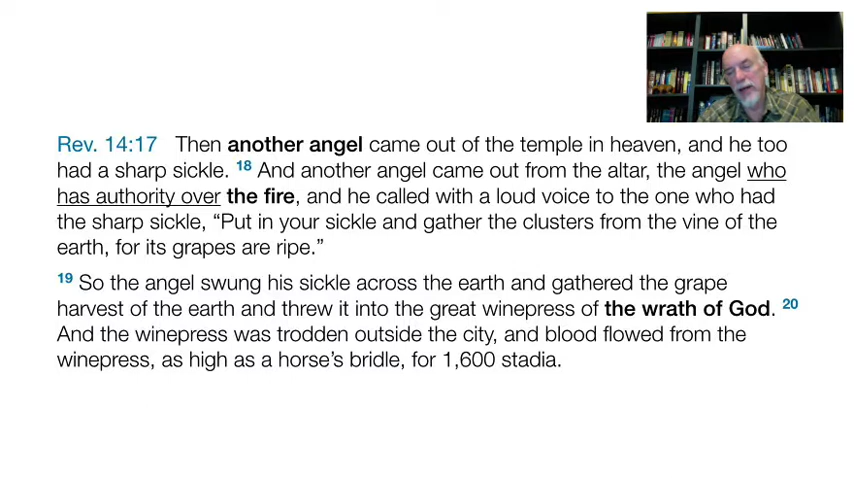 Rev. 14:17 Then another angel came out of the temple in heaven, and he too
had a sharp sickle. 18 And another angel came out from the altar, the angel who
has authority over the fire, and he called with a loud voice to the one who had
the sharp sickle, “Put in your sickle and gather the clusters from the vine of the
earth, for its grapes are ripe.”
19 So the angel swung his sickle across the earth and gathered the grape
harvest of the earth and threw it into the great winepress of the wrath of God. 20
And the winepress was trodden outside the city, and blood flowed from the
winepress, as high as a horse’s bridle, for 1,600 stadia.